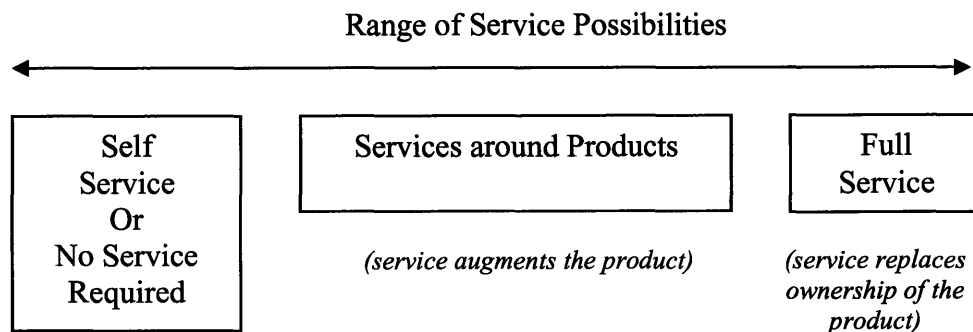 Range of Service Possibilities
Self
Service
Or
No Service
Required
Services around Products
(service augments the product)
Full
Service
(service replaces
ownership of the
product)